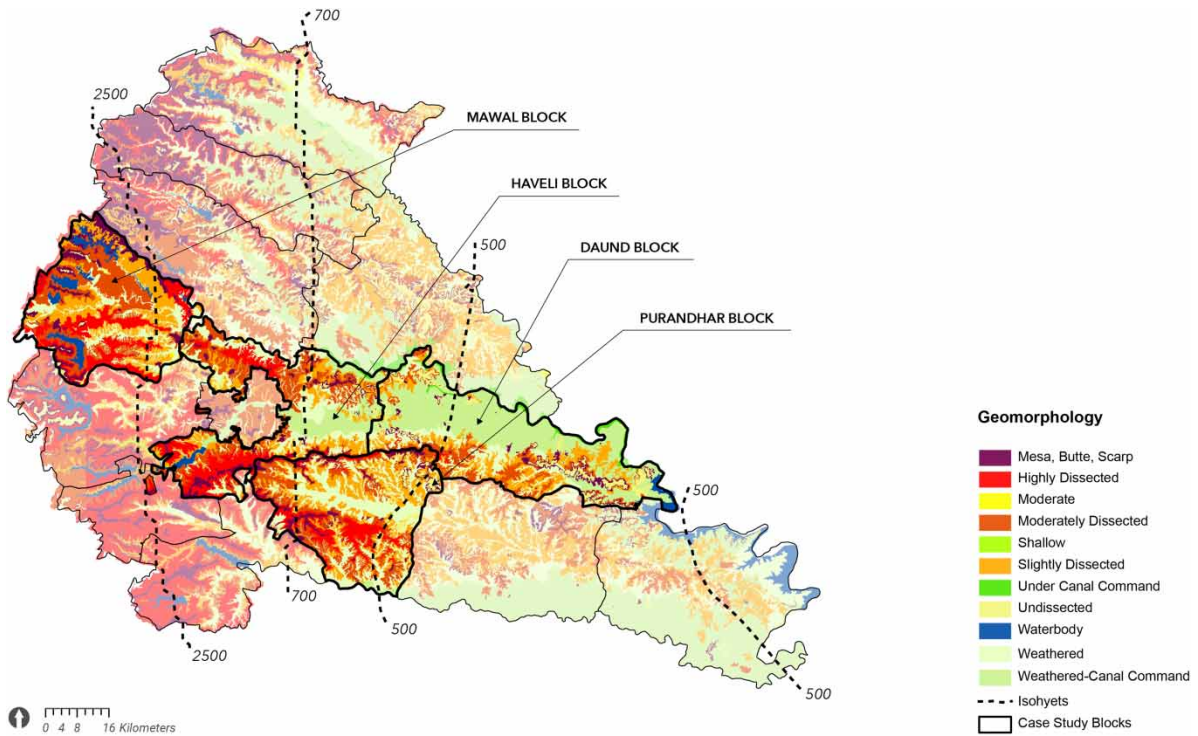 700
2500
MAWAL BLOCK
HAVELI BLOCK
500
DAUND BLOCK
PURANDHAR BLOCK
Geomorphology
Mesa, Butte, Scarp
Highly Dissected
Moderate
Moderately Dissected
Shallow
Slightly Dissected
Under Canal Command
Undissected
Waterbody
Weathered
Weathered-Canal Command
Isohyets
Case Study Blocks
500
700
500
2500
500
0 4 8 16 Kilometers